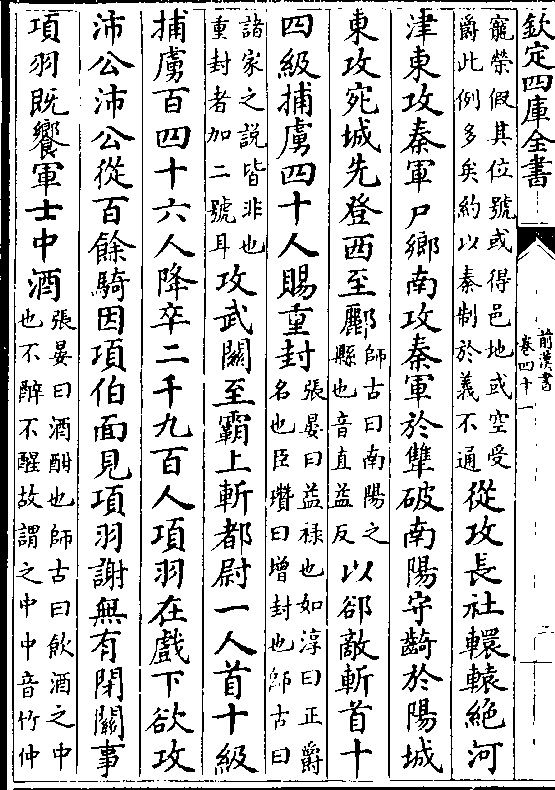 欽定四庫全書
前漢書
卷四十一
二
寵榮假其位號或得邑地或空受
爵此例多矣約以秦制於義不通
從攻長社轘轅絶河
津東攻秦軍尸鄉南攻秦軍於犨破南陽守齮於陽城
東攻宛城先登西至酈
師古曰南陽之
縣也音直益反
以郤敵斬首十
四級捕虜四十人賜重封
張晏曰益禄也如淳曰正爵
名也臣瓚曰增封也師古曰
諸家之説皆非也
重封者加二號耳
攻武關至霸上斬都尉一人首十級
捕虜百四十六人降卒二千九百人項羽在戲下欲攻
沛公沛公從百餘騎因項伯面見項羽謝無有閉關事
項羽既饗軍士中酒
張晏曰酒酣也師古曰飲酒之中
也不醉不醒故謂之中中音竹仲